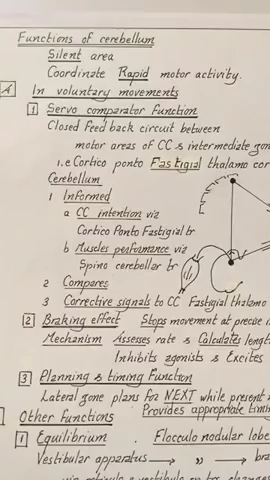 Functions of cerebellum
Silent area
Coordinate Rapid motor activity.
A In voluntary movements
1 Servo comparator function
Closed Feed back circuit between
motor areas of CC & intermediate
i.e Cortico ponto Fastigial thalamo
Cerebellum
1 Informed
a CC intention via
Cortico Ponto Fastigial tr
b Muscles performance via
Spino cerebellar tr
2 Compares
3 Corrective signals to CC Fastigial thalamo
2 Braking effect Stops movement at precise
Mechanism Assesses rate & Calculates
Inhibits agonists & Excites
3 Planning & timing Function
Lateral zone plans for NEXT while present
Provides appropriate
Other functions
1 Equilibrium . Flocculo nodular lobe
Vestibular apparatus → " →